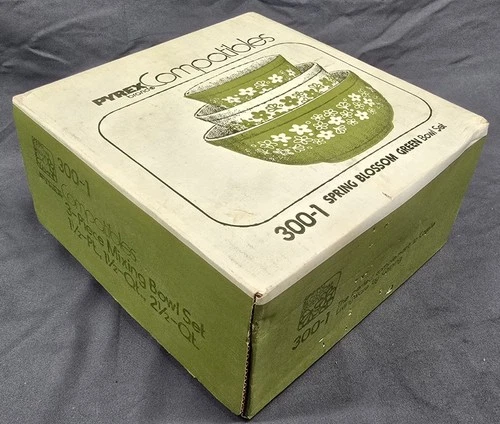 PYREX Compatibles
BRAND
300-1 SPRING BLOSSOM GREEN Bowl Set
300-1
Compatibles
3-Piece Mixing Bowl Set
1½-Pt., 1½-Qt., 2½-Qt.
300-1